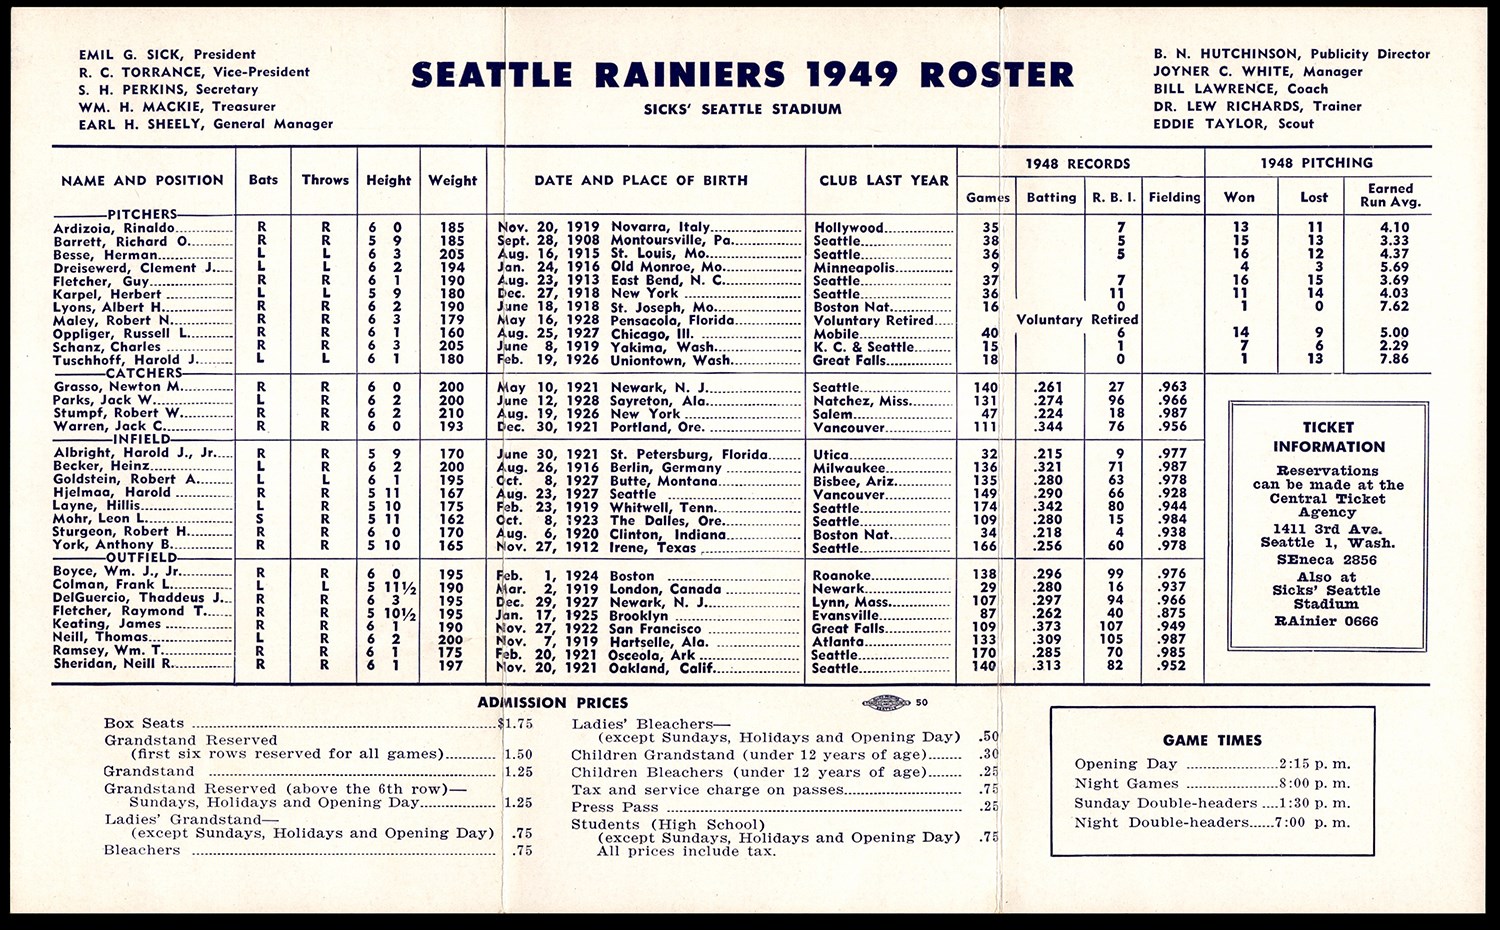 EMIL G. SICK, President
R. C. TORRANCE, Vice-President
S. H. PERKINS, Secretary
WM. H. MACKIE, Treasurer
EARL H. SHEELY, General Manager
SEATTLE RAINIERS 1949 ROSTER
SICKS' SEATTLE STADIUM
B. N. HUTCHINSON, Publicity Director
JOYNER C. WHITE, Manager
BILL LAWRENCE, Coach
DR. LEW RICHARDS, Trainer
EDDIE TAYLOR, Scout
1948 RECORDS 1948 PITCHING
NAME AND POSITION Bats Throws Height Weight DATE AND PLACE OF BIRTH CLUB LAST YEAR Games Batting R. B. I. Fielding Won Lost Earned Run Avg.
PITCHERS
Ardizoia, Rinaldo R R 6 0 185 Nov. 20, 1919 Novarra, Italy Hollywood 35 7 13 11 4.10
Barrett, Richard O. R R 5 9 185 Sept. 28, 1908 Montoursville, Pa. Seattle 38 5 15 13 3.33
Besse, Herman L L 6 3 205 Aug. 16, 1915 St. Louis, Mo. Seattle 36 5 16 12 4.37
Dreisewerd, Clement J. L L 6 2 194 Jan. 24, 1916 Old Monroe, Mo. Minneapolis 9 4 3 5.69
Fletcher, Guy R R 6 1 190 Aug. 23, 1913 East Bend, N. C. Seattle 37 7 16 15 3.69
Karpel, Herbert L L 5 9 180 Dec. 27, 1918 New York Seattle 36 11 11 14 4.03
Lyons, Albert H. R R 6 2 190 June 18, 1918 St. Joseph, Mo. Boston Nat. 16 0 1 0 7.62
Maley, Robert N. R R 6 3 179 May 16, 1928 Pensacola, Florida Voluntary Retired Voluntary Retired
Oppliger, Russell L. R R 6 1 160 Aug. 25, 1927 Chicago, Ill. Mobile 40 6 14 9 5.00
Schanz, Charles R R 6 3 205 June 8, 1919 Yakima, Wash. K. C. & Seattle 15 1 7 6 2.29
Tuschhoff, Harold J. L L 6 1 180 Feb. 19, 1926 Uniontown, Wash. Great Falls 18 0 1 13 7.86
CATCHERS
Grasso, Newton M. R R 6 0 200 May 10, 1921 Newark, N. J. Seattle 140 .261 27 .963
Parks, Jack W. L R 6 2 200 June 12, 1928 Sayreton, Ala. Natchez, Miss. 131 .274 96 .966
Stumpf, Robert W. R R 6 2 210 Aug. 19, 1926 New York Salem 47 .224 18 .987
Warren, Jack C. R R 6 0 193 Dec. 30, 1921 Portland, Ore. Vancouver 111 .344 76 .956
INFIELD
Albright, Harold J., Jr. R R 5 9 170 June 30, 1921 St. Petersburg, Florida Utica 32 .215 9 .977
Becker, Heinz L R 6 2 200 Aug. 26, 1916 Berlin, Germany Milwaukee 136 .321 71 .987
Goldstein, Robert A. L L 6 1 195 Oct. 8, 1927 Butte, Montana Bisbee, Ariz. 135 .280 63 .978
Hjelmaa, Harold R R 5 11 167 Aug. 23, 1927 Seattle Vancouver 149 .290 66 .928
Layne, Hillis L R 5 10 175 Feb. 23, 1919 Whitwell, Tenn. Seattle 174 .342 80 .944
Mohr, Leon L. S R 5 11 162 Oct. 8, 1923 The Dalles, Ore. Seattle 109 .280 15 .984
Sturgeon, Robert H. R R 6 0 170 Aug. 6, 1920 Clinton, Indiana Boston Nat. 34 .218 4 .938
York, Anthony B. R R 5 10 165 Nov. 27, 1912 Irene, Texas Seattle 166 .256 60 .978
OUTFIELD
Boyce, Wm. J., Jr. R R 6 0 195 Feb. 1, 1924 Boston Roanoke 138 .296 99 .976
Colman, Frank L. L L 5 11½ 190 Mar. 2, 1919 London, Canada Newark 29 .280 16 .937
DelGuercio, Thaddeus J. R R 6 3 195 Dec. 29, 1927 Newark, N. J. Lynn, Mass. 107 .297 94 .966
Fletcher, Raymond T. R R 5 10½ 195 Jan. 17, 1925 Brooklyn Evansville 87 .262 40 .875
Keating, James R R 6 1 190 Nov. 27, 1922 San Francisco Great Falls 109 .373 107 .949
Neill, Thomas L R 6 2 200 Nov. 7, 1919 Hartselle, Ala. Atlanta 133 .309 105 .987
Ramsey, Wm. T. R R 6 1 175 Feb. 20, 1921 Osceola, Ark Seattle 170 .285 70 .985
Sheridan, Neill R. R R 6 1 197 Nov. 20, 1921 Oakland, Calif. Seattle 140 .313 82 .952
TICKET
INFORMATION
Reservations
can be made at the
Central Ticket
Agency
1411 3rd Ave.
Seattle 1, Wash.
SEneca 2856
Also at
Sicks' Seattle
Stadium
RAinier 0666
ADMISSION PRICES
50
Box Seats $1.75
Grandstand Reserved
(first six rows reserved for all games) 1.50
Grandstand 1.25
Grandstand Reserved (above the 6th row)—
Sundays, Holidays and Opening Day 1.25
Ladies' Grandstand—
(except Sundays, Holidays and Opening Day) .75
Bleachers .75
Ladies' Bleachers—
(except Sundays, Holidays and Opening Day) .50
Children Grandstand (under 12 years of age) .30
Children Bleachers (under 12 years of age) .25
Tax and service charge on passes .75
Press Pass .25
Students (High School)
(except Sundays, Holidays and Opening Day) .75
All prices include tax.
GAME TIMES
Opening Day 2:15 p. m.
Night Games 8:00 p. m.
Sunday Double-headers 1:30 p. m.
Night Double-headers 7:00 p. m.